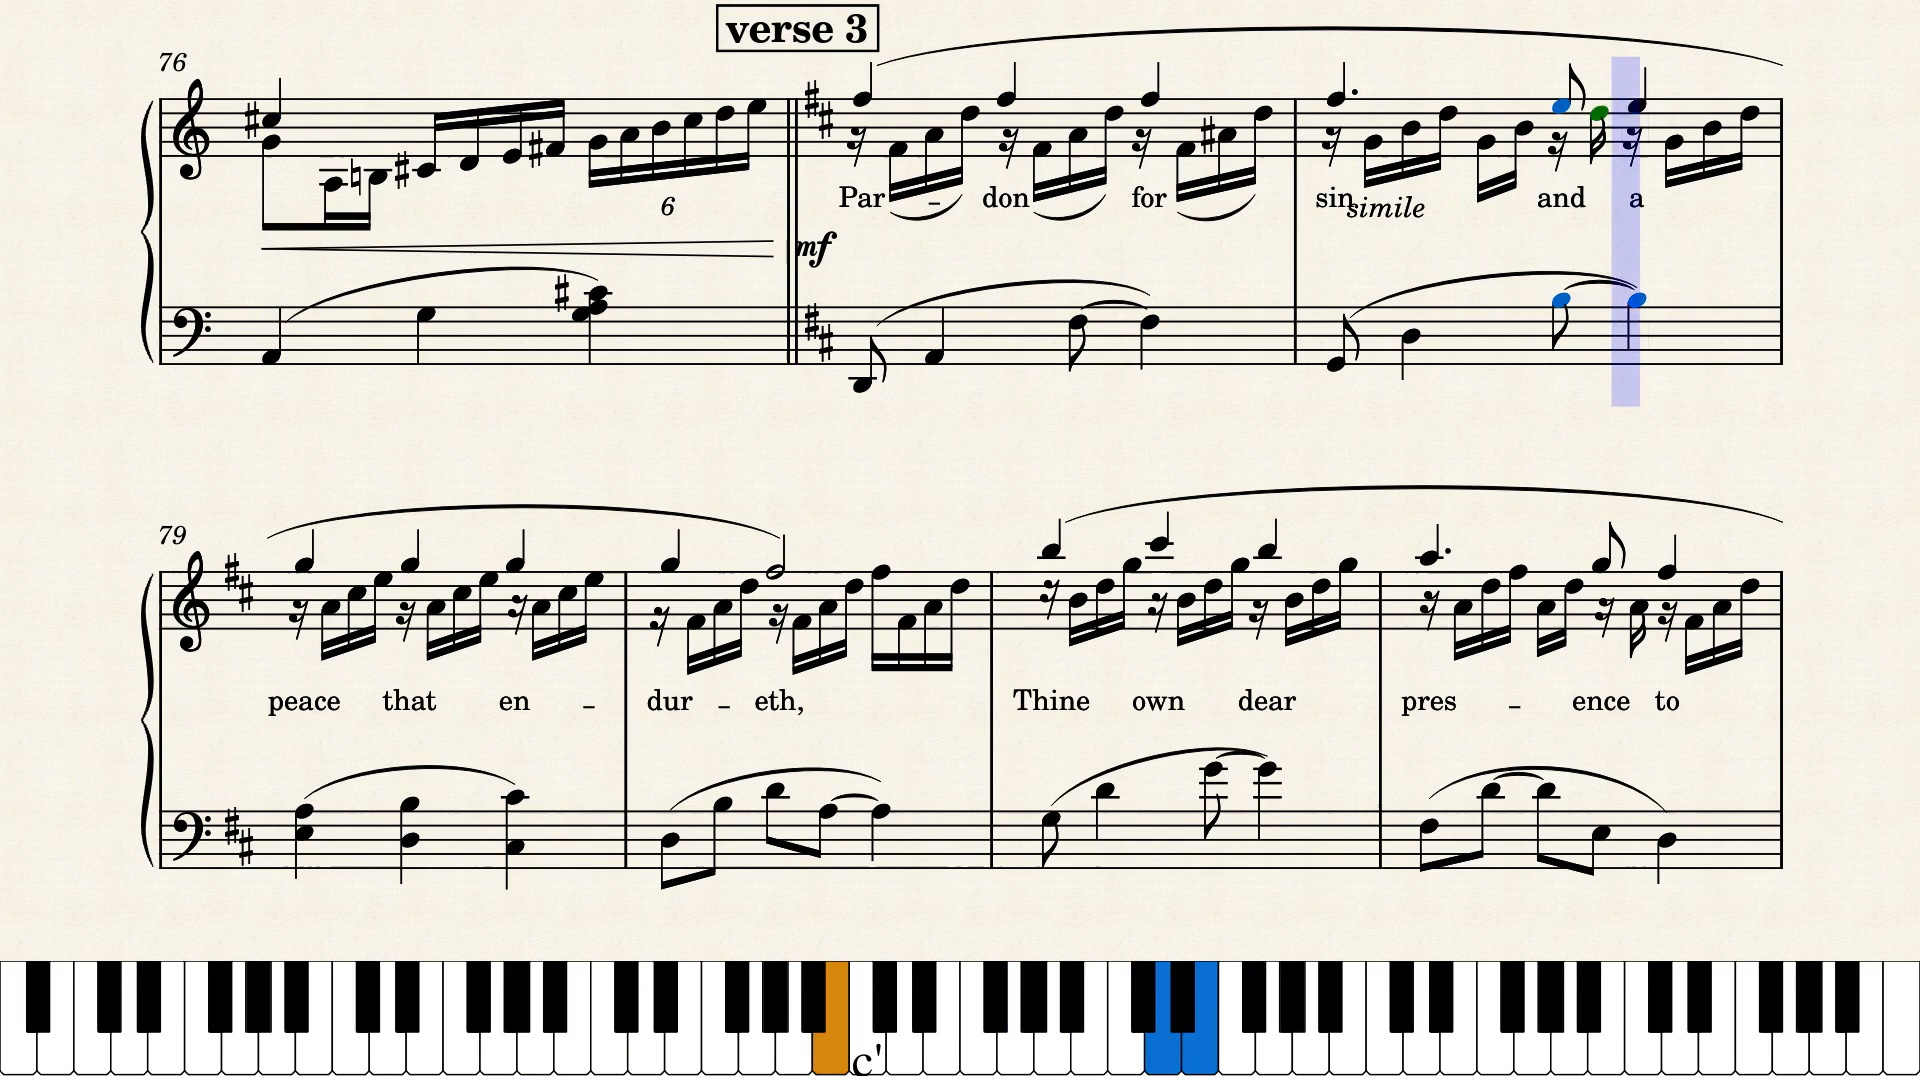 verse 3
76
6
Par - don for sin and a
simile
mf
79
peace that en - dur - eth, Thine own dear pres - ence to
c'